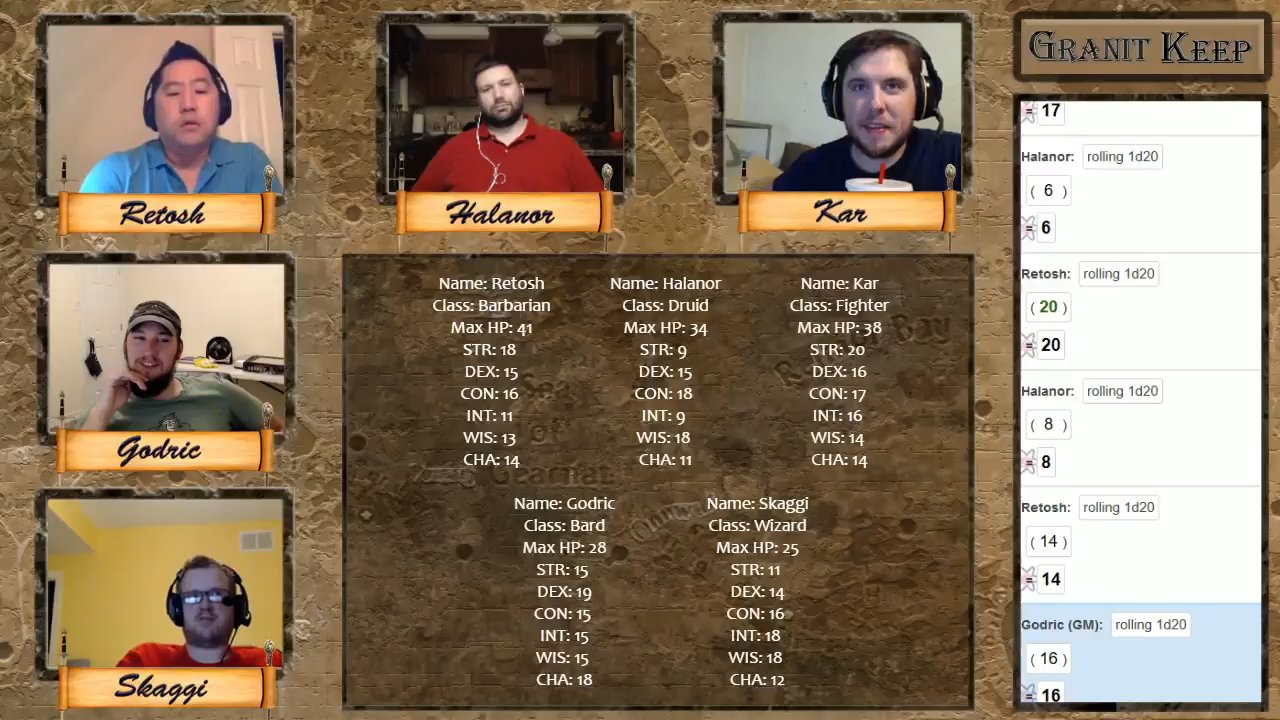 GRANIT KEEP
Retosh
Halanor
Kar
Godric
Skaggi
Name: Retosh
Class: Barbarian
Max HP: 41
STR: 18
DEX: 15
CON: 16
INT: 11
WIS: 13
CHA: 14
Name: Halanor
Class: Druid
Max HP: 34
STR: 9
DEX: 15
CON: 18
INT: 9
WIS: 18
CHA: 11
Name: Kar
Class: Fighter
Max HP: 38
STR: 20
DEX: 16
CON: 17
INT: 16
WIS: 14
CHA: 14
Name: Godric
Class: Bard
Max HP: 28
STR: 15
DEX: 19
CON: 15
INT: 15
WIS: 15
CHA: 18
Name: Skaggi
Class: Wizard
Max HP: 25
STR: 11
DEX: 14
CON: 16
INT: 18
WIS: 18
CHA: 12
= 17
Halanor: rolling 1d20
( 6 )
= 6
Retosh: rolling 1d20
( 20 )
= 20
Halanor: rolling 1d20
( 8 )
= 8
Retosh: rolling 1d20
( 14 )
= 14
Godric (GM): rolling 1d20
( 16 )
= 16